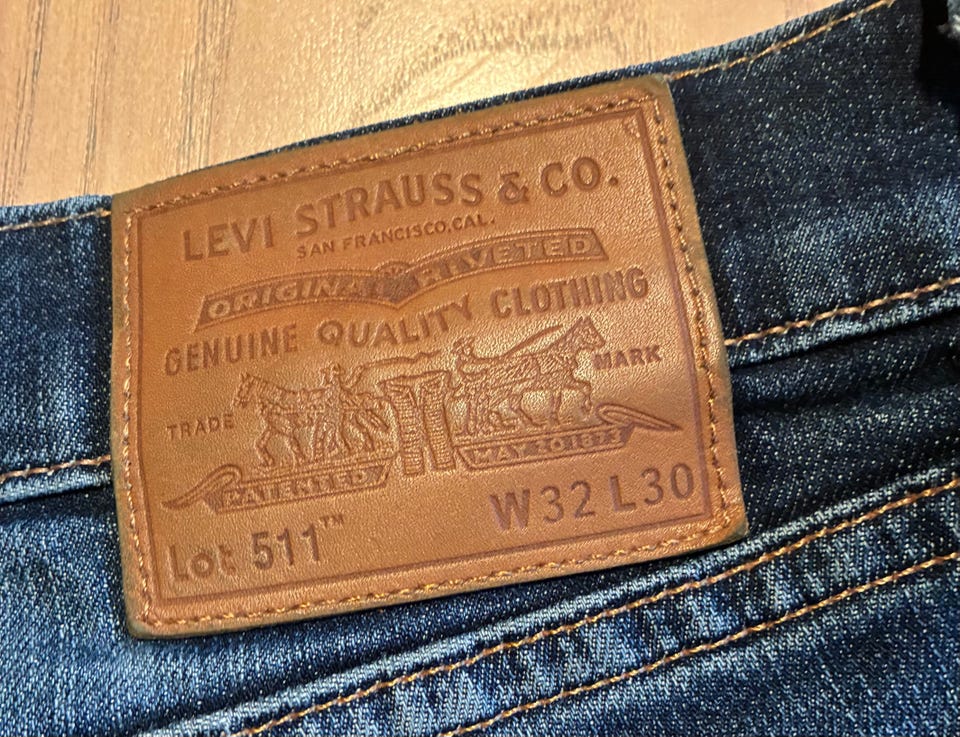 LEVI STRAUSS & CO.
SAN FRANCISCO, CAL.
ORIGINAL RIVETED
GENUINE QUALITY CLOTHING
TRADE MARK
PATENTED MAY 20 1873
Lot 511™ W32 L30